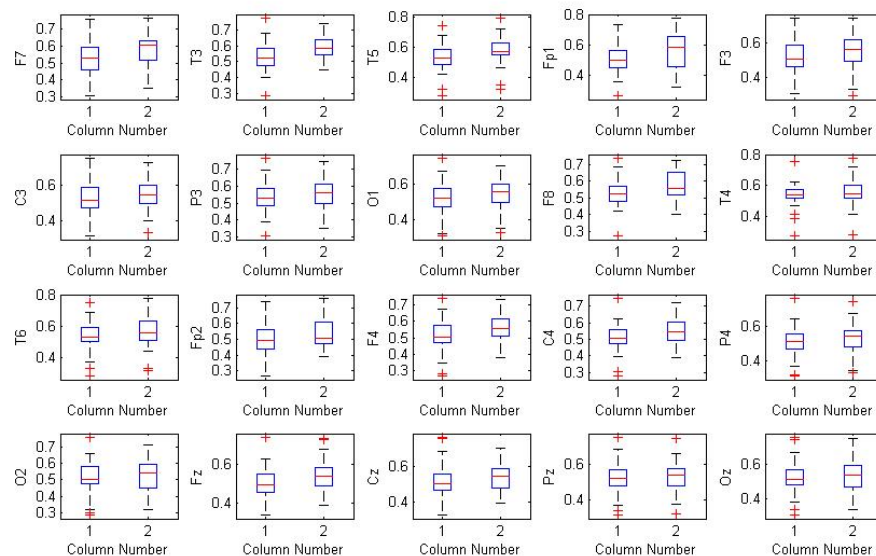 F7 0.7 0.6 0.5 0.4 0.3 1 2 Column Number
T3 0.7 0.6 0.5 0.4 0.3 1 2 Column Number
T5 0.8 0.6 0.4 1 2 Column Number
Fp1 0.6 0.4 1 2 Column Number
F3 0.6 0.4 1 2 Column Number
C3 0.6 0.4 1 2 Column Number
P3 0.7 0.6 0.5 0.4 0.3 1 2 Column Number
O1 0.6 0.4 1 2 Column Number
F8 0.7 0.6 0.5 0.4 0.3 1 2 Column Number
T4 0.6 0.4 1 2 Column Number
T6 0.8 0.6 0.4 1 2 Column Number
Fp2 0.7 0.6 0.5 0.4 0.3 1 2 Column Number
F4 0.7 0.6 0.5 0.4 0.3 1 2 Column Number
C4 0.7 0.6 0.5 0.4 0.3 1 2 Column Number
P4 0.6 0.4 1 2 Column Number
O2 0.7 0.6 0.5 0.4 0.3 1 2 Column Number
Fz 0.6 0.4 1 2 Column Number
Cz 0.6 0.4 1 2 Column Number
Pz 0.6 0.4 1 2 Column Number
Oz 0.6 0.4 1 2 Column Number